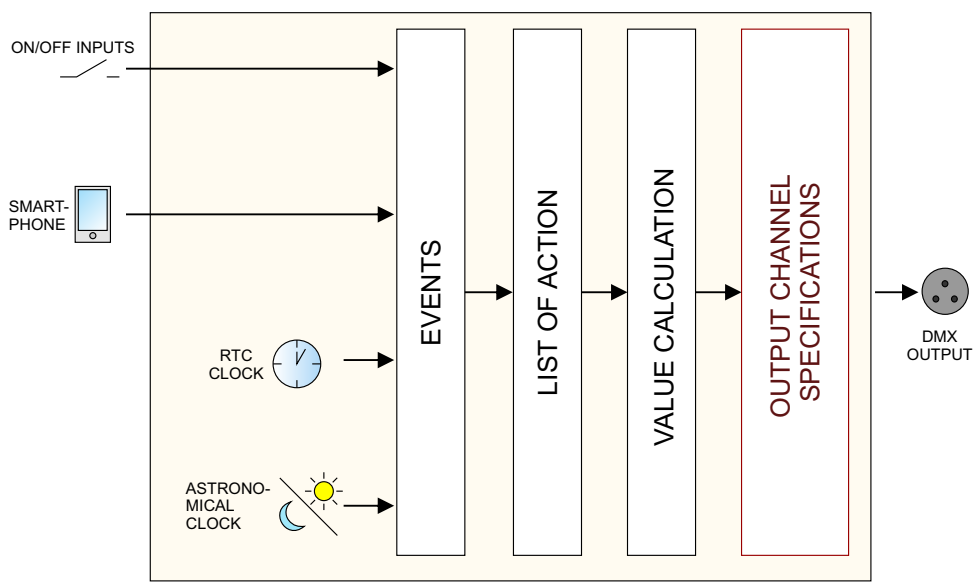 ON/OFF INPUTS
SMART-
PHONE
RTC
CLOCK
ASTRONO-
MICAL
CLOCK
EVENTS
LIST OF ACTION
VALUE CALCULATION
OUTPUT CHANNEL
SPECIFICATIONS
DMX
OUTPUT